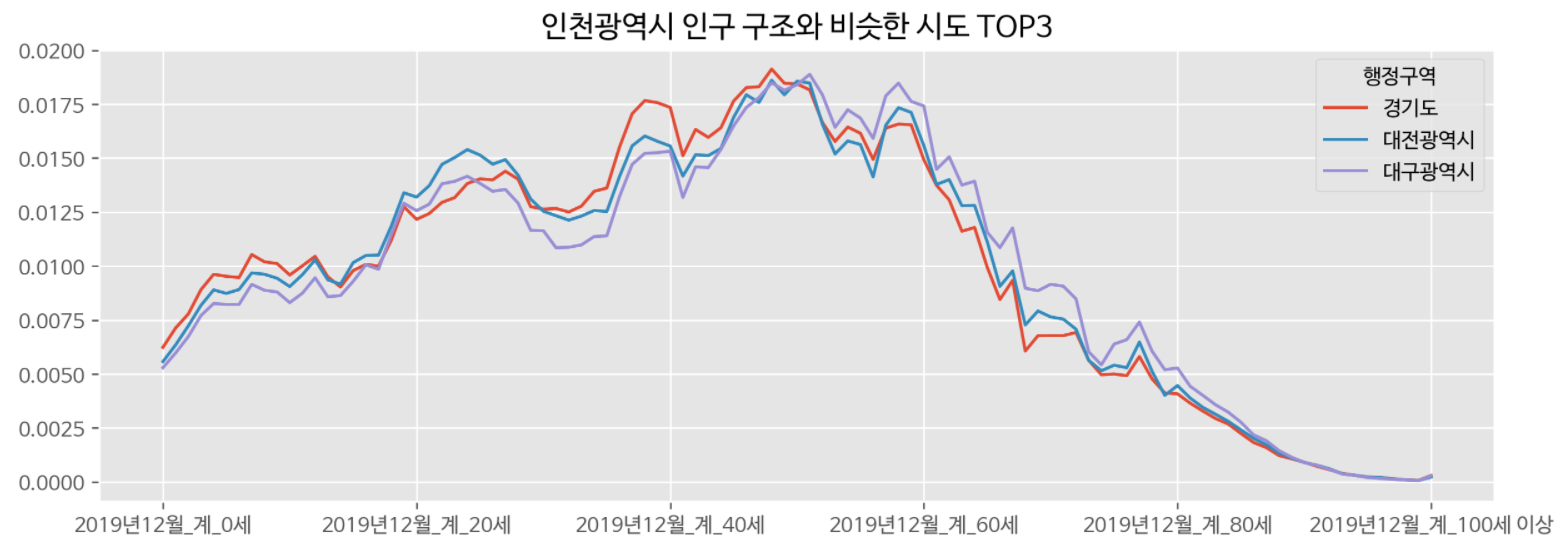 인천광역시 인구 구조와 비슷한 시도 TOP3
0.0200
0.0175
0.0150
0.0125
0.0100
0.0075
0.0050
0.0025
0.0000
행정구역
경기도
대전광역시
대구광역시
2019년12월_계_0세 2019년12월_계_20세 2019년12월_계_40세 2019년12월_계_60세 2019년12월_계_80세 2019년12월_계_100세 이상